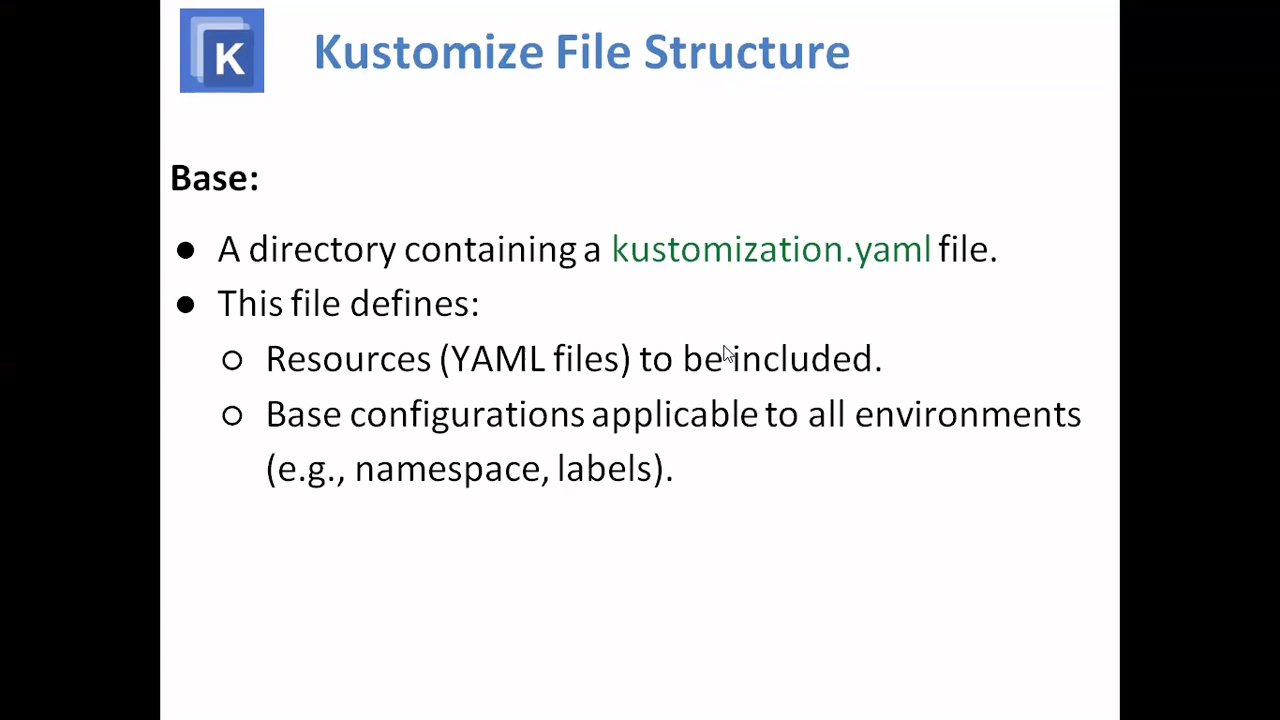 K
Kustomize File Structure
Base:
● A directory containing a kustomization.yaml file.
● This file defines:
○ Resources (YAML files) to be included.
○ Base configurations applicable to all environments
(e.g., namespace, labels).